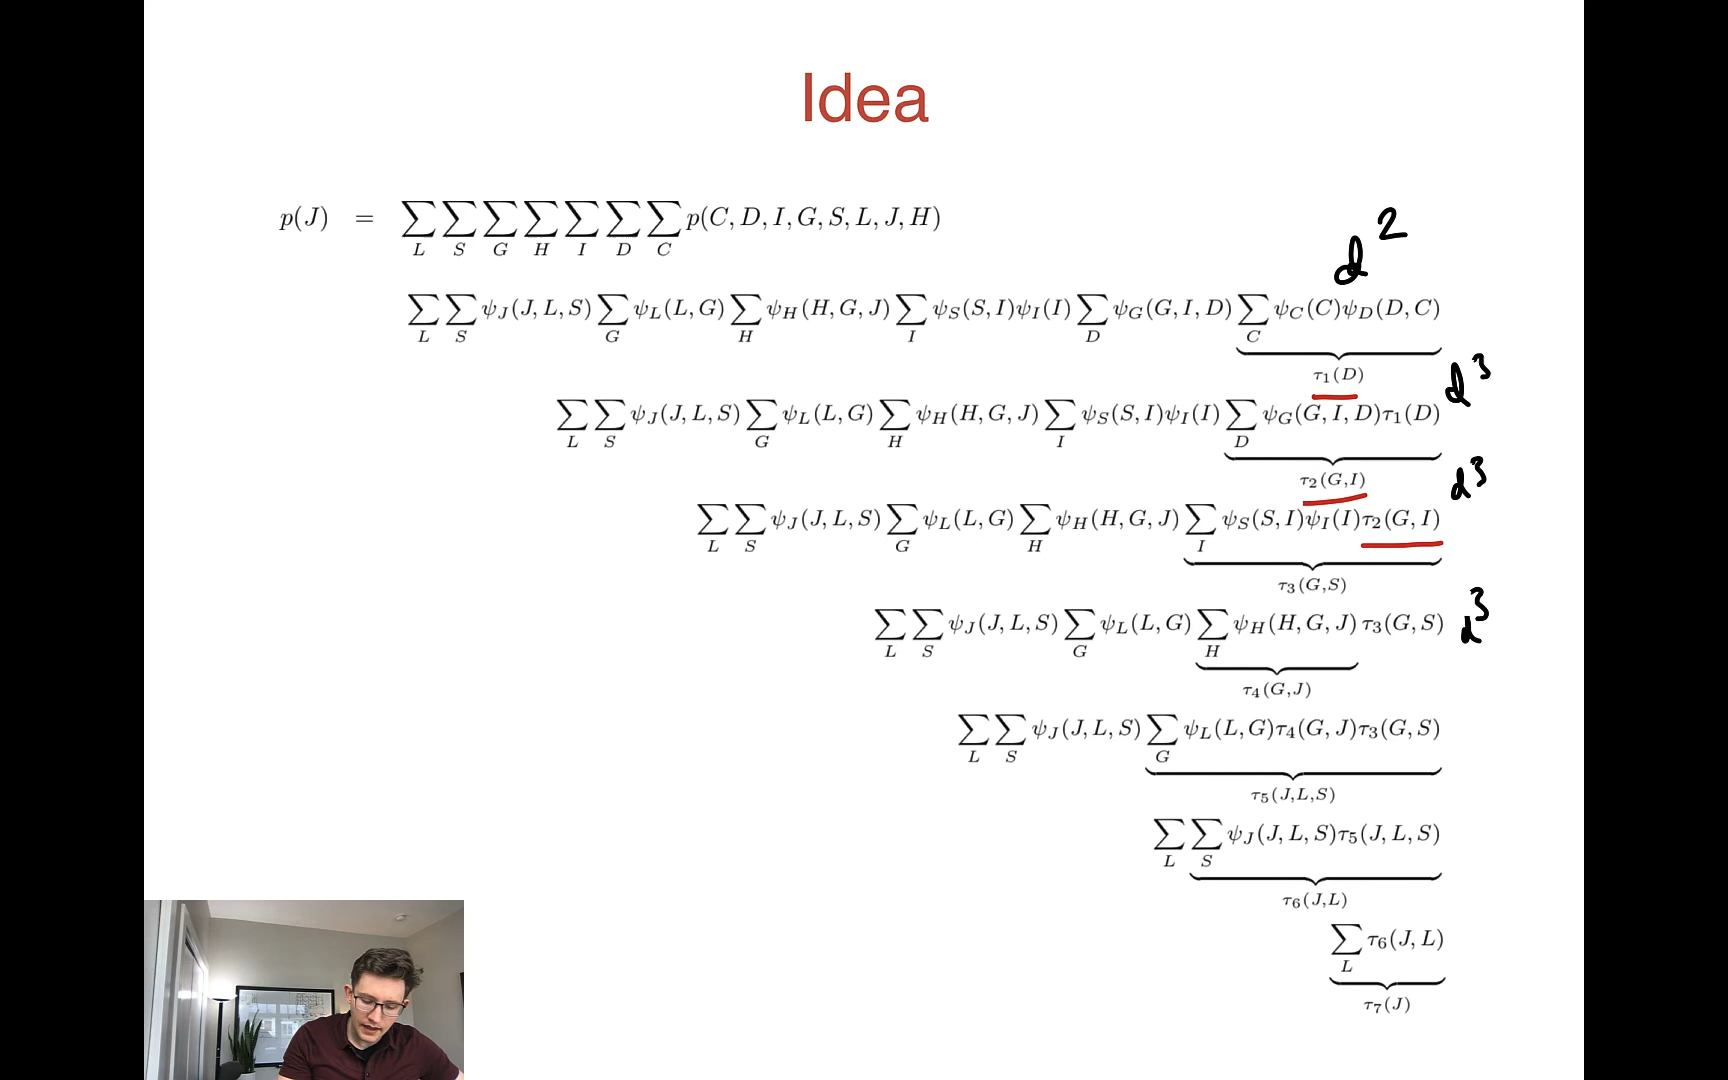 Idea
p(J) = ∑_L ∑_S ∑_G ∑_H ∑_I ∑_D ∑_C p(C, D, I, G, S, L, J, H)
d^2
∑_L ∑_S ψ_J(J, L, S) ∑_G ψ_L(L, G) ∑_H ψ_H(H, G, J) ∑_I ψ_S(S, I)ψ_I(I) ∑_D ψ_G(G, I, D) ∑_C ψ_C(C)ψ_D(D, C)
τ_1(D)
d^3
∑_L ∑_S ψ_J(J, L, S) ∑_G ψ_L(L, G) ∑_H ψ_H(H, G, J) ∑_I ψ_S(S, I)ψ_I(I) ∑_D ψ_G(G, I, D)τ_1(D)
τ_2(G,I)
d^3
∑_L ∑_S ψ_J(J, L, S) ∑_G ψ_L(L, G) ∑_H ψ_H(H, G, J) ∑_I ψ_S(S, I)ψ_I(I)τ_2(G, I)
τ_3(G,S)
∑_L ∑_S ψ_J(J, L, S) ∑_G ψ_L(L, G) ∑_H ψ_H(H, G, J) τ_3(G, S) d^3
τ_4(G,J)
∑_L ∑_S ψ_J(J, L, S) ∑_G ψ_L(L, G)τ_4(G, J)τ_3(G, S)
τ_5(J,L,S)
∑_L ∑_S ψ_J(J, L, S)τ_5(J, L, S)
τ_6(J,L)
∑_L τ_6(J, L)
τ_7(J)